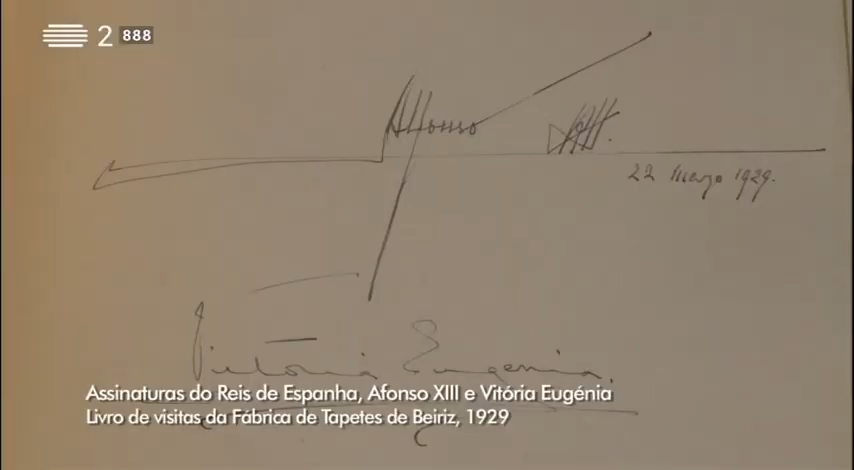 2 888
Alfonso
22 Marzo 1929.
Victoria Eugenia.
Assinaturas do Reis de Espanha, Afonso XIII e Vitória Eugénia
Livro de visitas da Fábrica de Tapetes de Beiriz, 1929